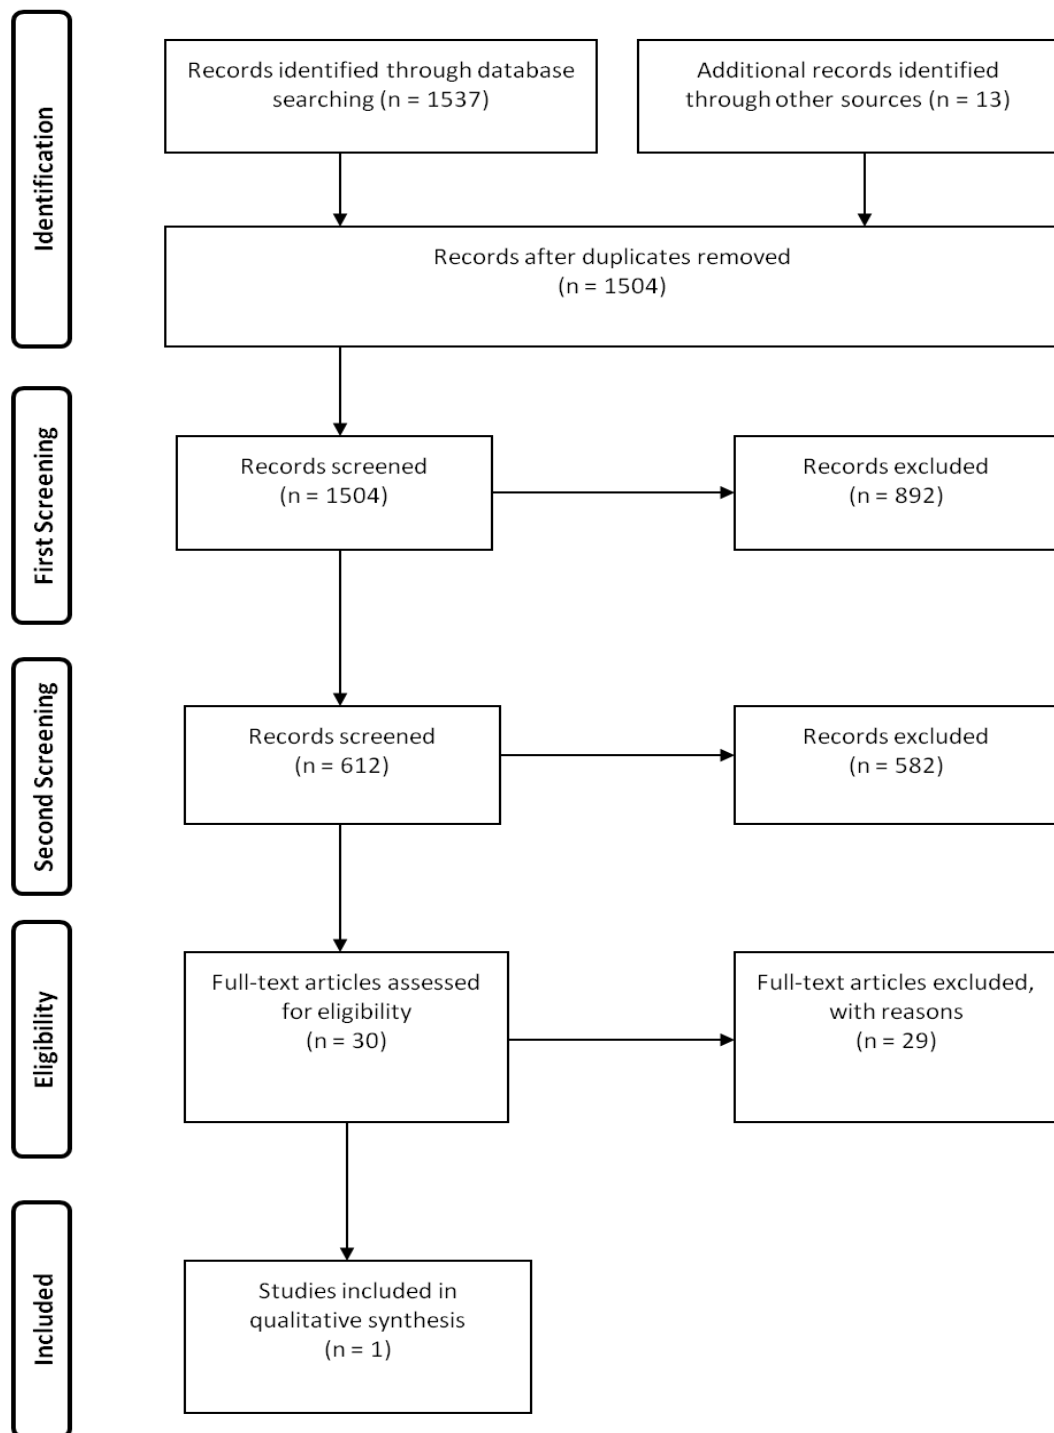 Identification
Records identified through database
searching (n = 1537)
Additional records identified
through other sources (n = 13)
Records after duplicates removed
(n = 1504)
First Screening
Records screened
(n = 1504)
Records excluded
(n = 892)
Second Screening
Records screened
(n = 612)
Records excluded
(n = 582)
Eligibility
Full-text articles assessed
for eligibility
(n = 30)
Full-text articles excluded,
with reasons
(n = 29)
Included
Studies included in
qualitative synthesis
(n = 1)